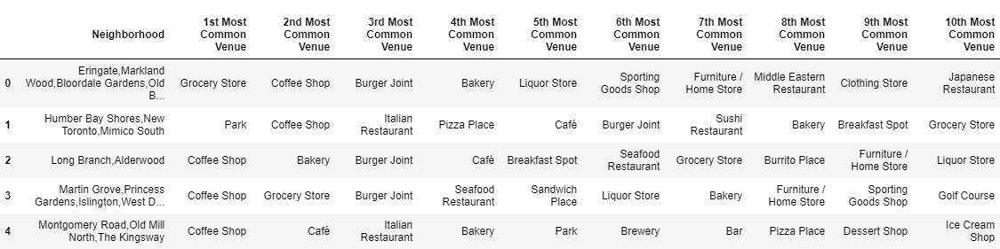 Neighborhood 1st Most Common Venue 2nd Most Common Venue 3rd Most Common Venue 4th Most Common Venue 5th Most Common Venue 6th Most Common Venue 7th Most Common Venue 8th Most Common Venue 9th Most Common Venue 10th Most Common Venue
0 Eringate,Markland Wood,Bloordale Gardens,Old B... Grocery Store Coffee Shop Burger Joint Bakery Liquor Store Sporting Goods Shop Furniture / Home Store Middle Eastern Restaurant Clothing Store Japanese Restaurant
1 Humber Bay Shores,New Toronto,Mimico South Park Coffee Shop Italian Restaurant Pizza Place Café Burger Joint Sushi Restaurant Bakery Breakfast Spot Grocery Store
2 Long Branch,Alderwood Coffee Shop Bakery Burger Joint Café Breakfast Spot Seafood Restaurant Grocery Store Burrito Place Furniture / Home Store Liquor Store
3 Martin Grove,Princess Gardens,Islington,West D... Coffee Shop Grocery Store Burger Joint Seafood Restaurant Sandwich Place Liquor Store Bakery Furniture / Home Store Sporting Goods Shop Golf Course
4 Montgomery Road,Old Mill North,The Kingsway Coffee Shop Café Italian Restaurant Bakery Park Brewery Bar Pizza Place Dessert Shop Ice Cream Shop